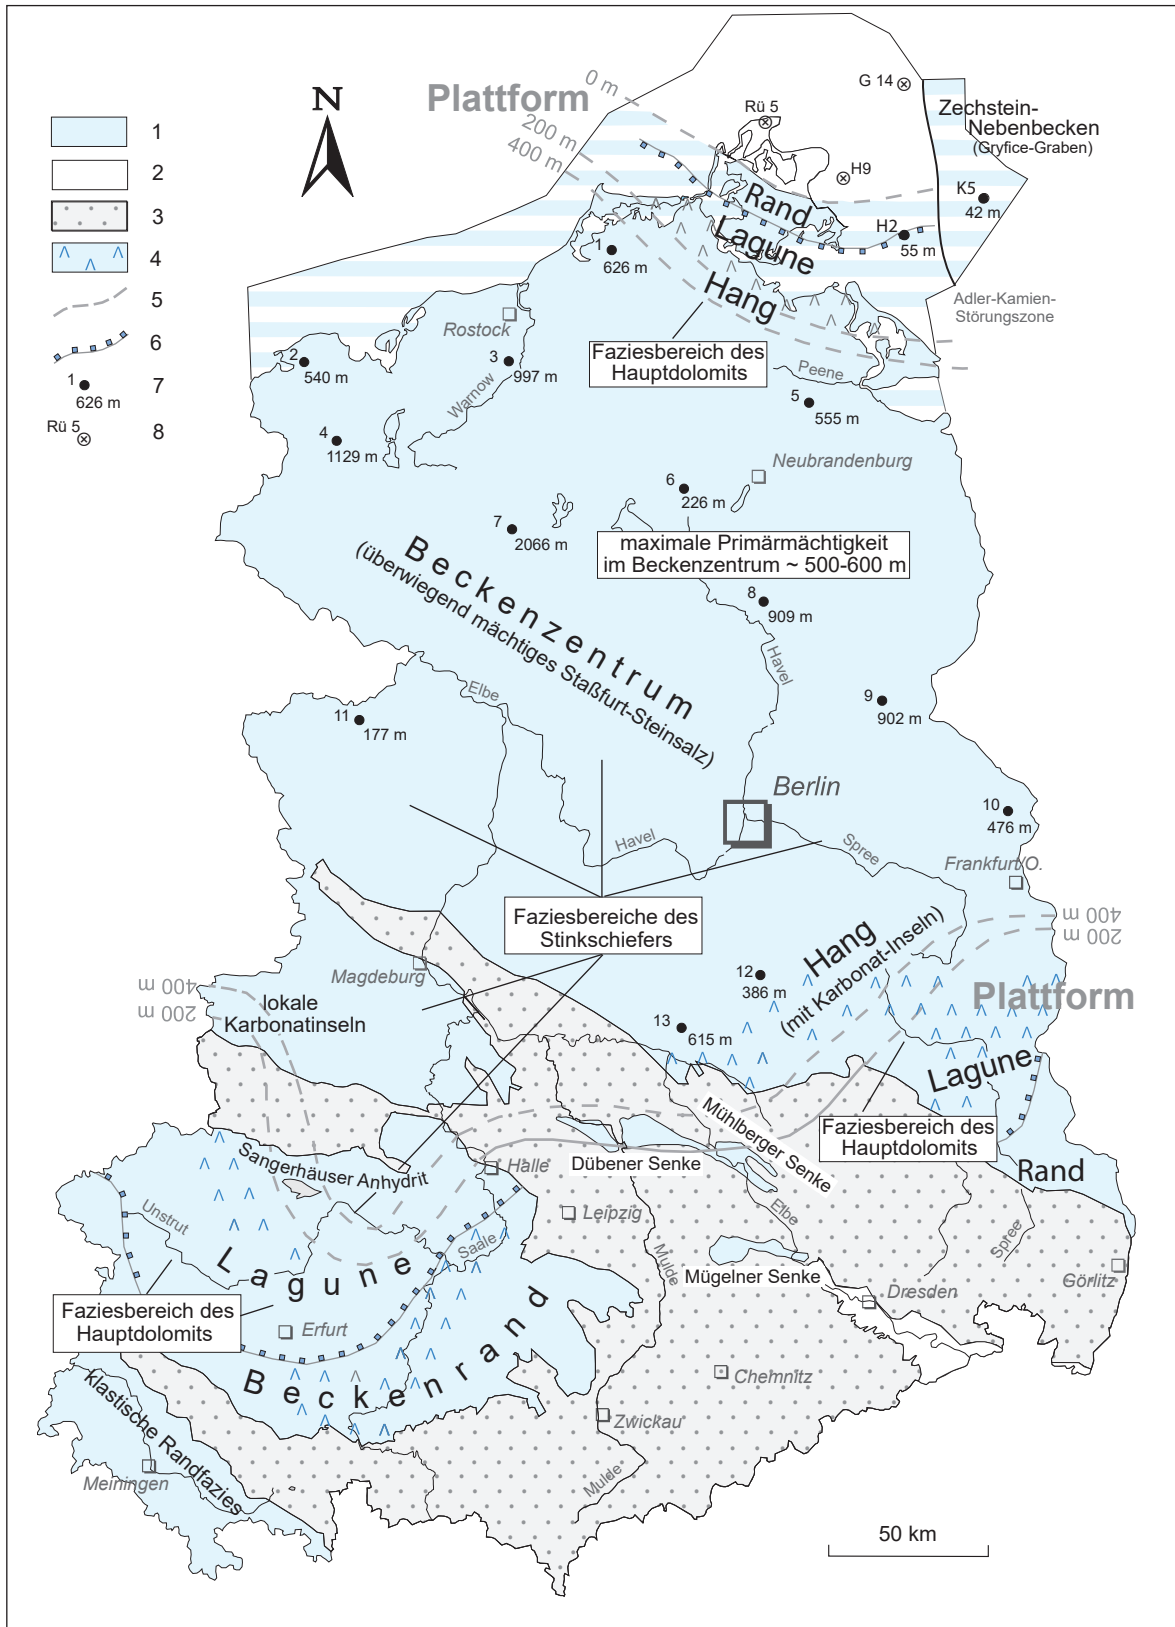 N
1
2
3
4
5
6
1
626 m
7
Rü 5
8
Plattform
0 m
200 m
400 m
G 14
Rü 5
H9
Zechstein-
Nebenbecken
(Gryfice-Graben)
K5
42 m
H2
55 m
Rand
Lagune
Hang
1
626 m
Adler-Kamien-
Störungszone
Rostock
Faziesbereich des
Hauptdolomits
Peene
2
540 m
3
997 m
Warnow
5
555 m
4
1129 m
Neubrandenburg
6
226 m
7
2066 m
maximale Primärmächtigkeit
im Beckenzentrum ~ 500-600 m
Beckenzentrum
(überwiegend mächtiges Staßfurt-Steinsalz)
8
909 m
Havel
Elbe
9
902 m
11
177 m
Berlin
10
476 m
Havel
Spree
Frankfurt/O.
Faziesbereiche des
Stinkschiefers
400 m
200 m
Magdeburg
Hang
(mit Karbonat-Inseln)
12
386 m
Plattform
400 m
200 m
lokale
Karbonatinseln
13
615 m
Lagune
Mühlberger Senke
Faziesbereich des
Hauptdolomits
Sangerhäuser Anhydrit
Halle
Dübener Senke
Rand
Unstrut
Leipzig
Elbe
Spree
Lagune
Saale
Mulde
Mügelner Senke
Görlitz
Dresden
Faziesbereich des
Hauptdolomits
Erfurt
Beckenrand
Chemnitz
klastische Randfazies
Zwickau
Meiningen
Mulde
50 km